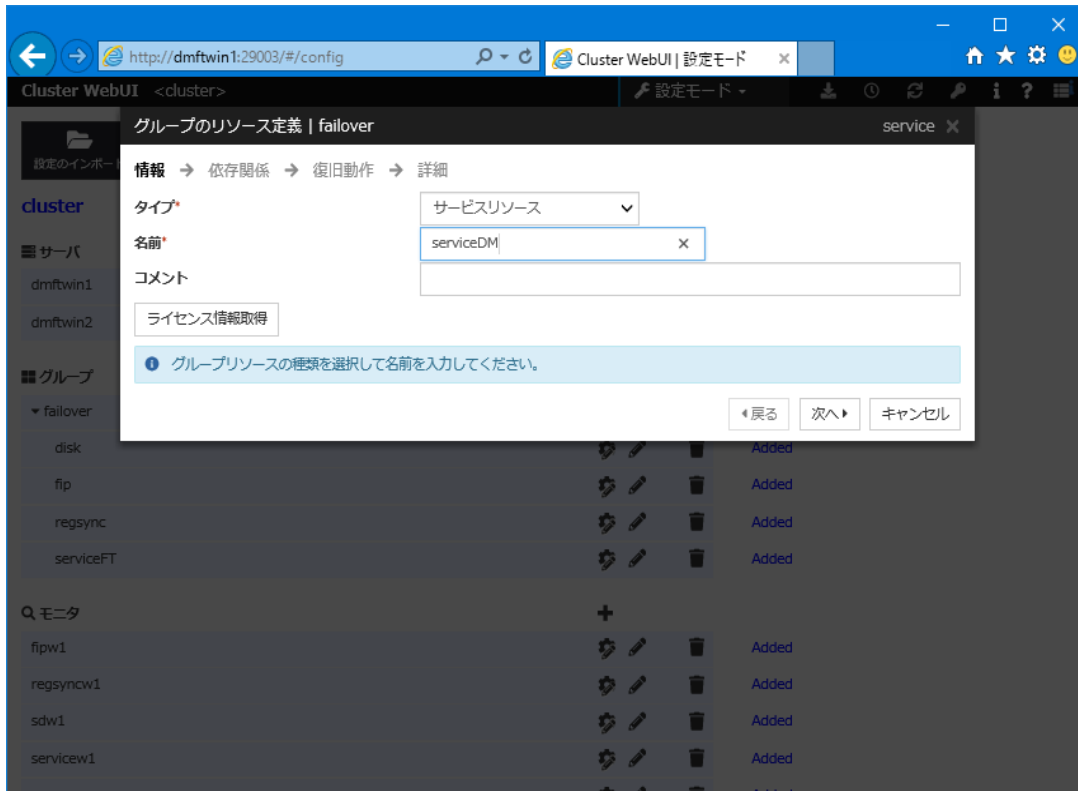 http://dmftwin1:29003/#/config
Cluster WebUI | 設定モード
Cluster WebUI <cluster>
設定モード
グループのリソース定義 | failover
service
設定のインポート
情報 → 依存関係 → 復旧動作 → 詳細
cluster
タイプ*
サービスリソース
名前*
serviceDM
サーバ
コメント
dmftwin1
ライセンス情報取得
dmftwin2
グループリソースの種類を選択して名前を入力してください。
グループ
failover
戻る
次へ
キャンセル
disk
Added
fip
Added
regsync
Added
serviceFT
Added
モニタ
fipw1
Added
regsyncw1
Added
sdw1
Added
servicew1
Added